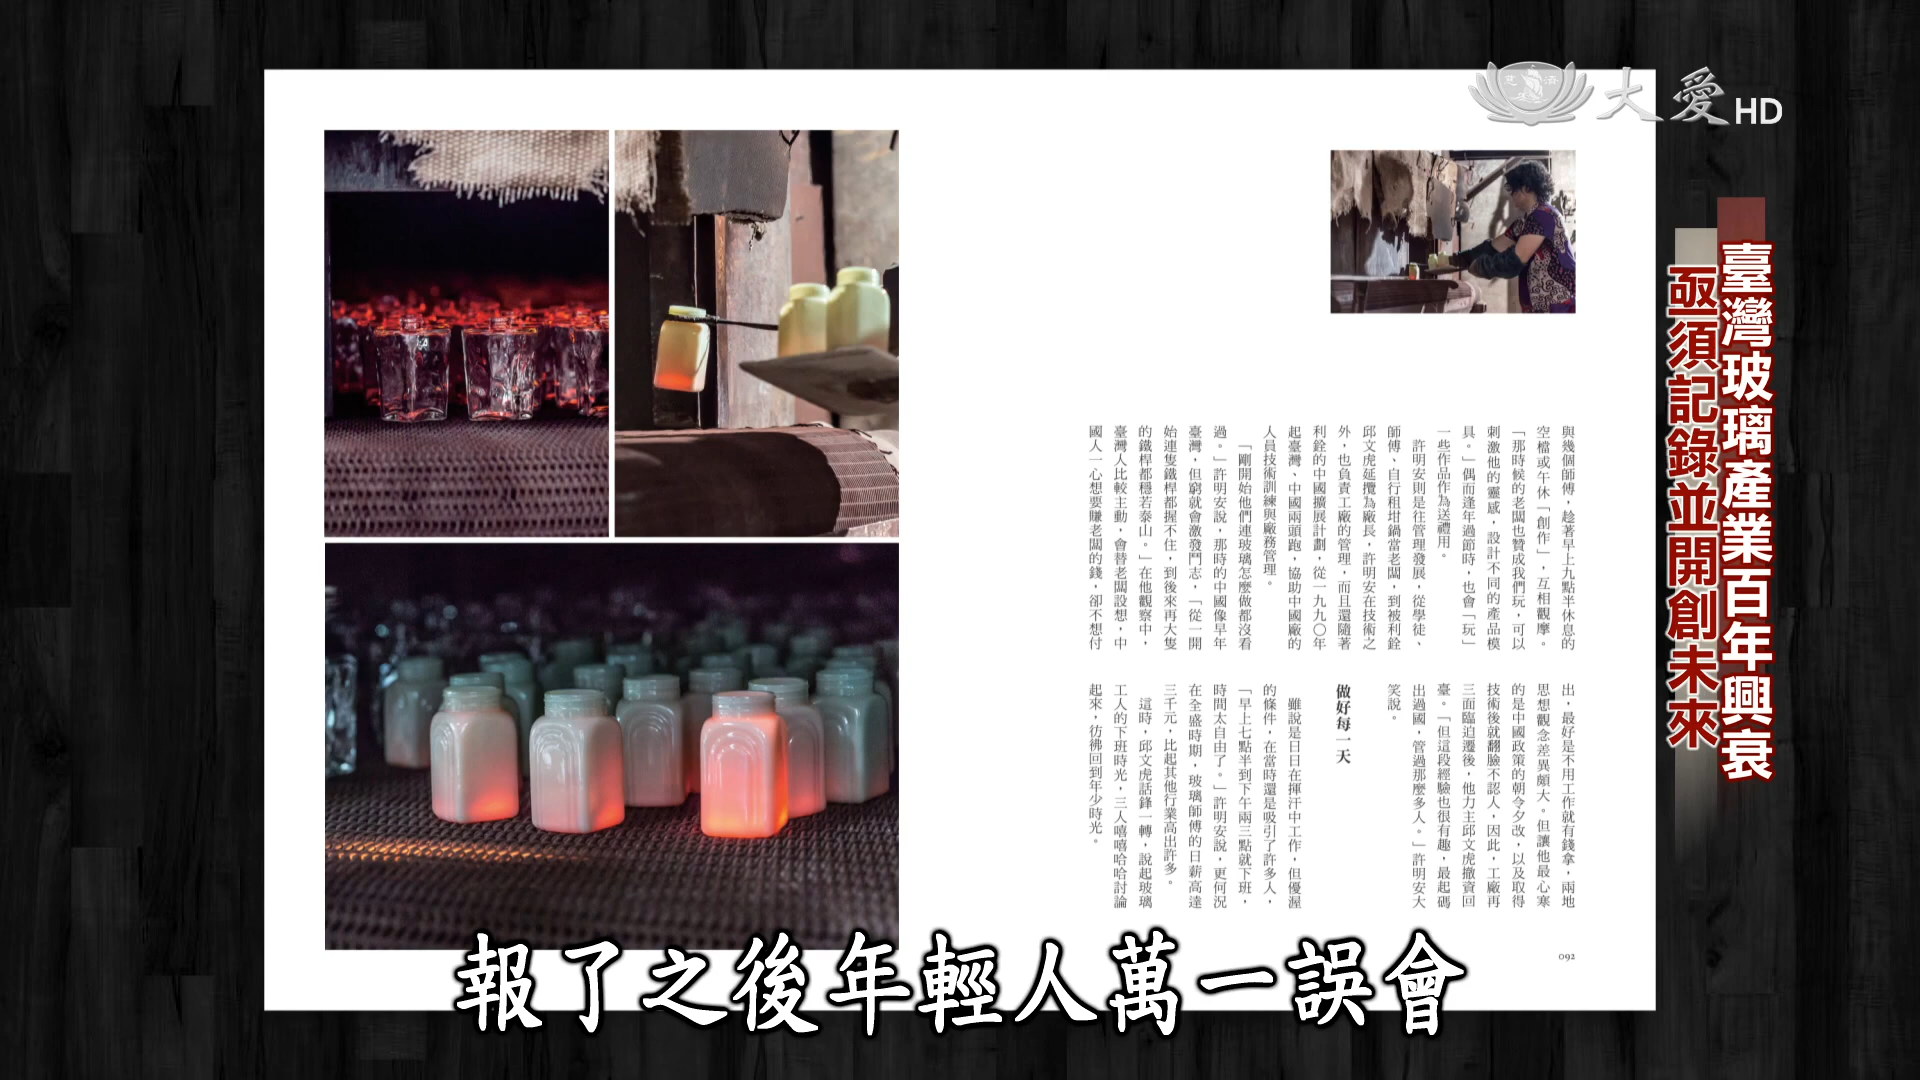 大愛HD
臺灣玻璃產業百年興衰
亟須記錄並開創未來
與幾個師傅，趁著早上九點半休息的
空檔或午休「創作」，互相觀摩。
「那時候的老闆也贊成我們玩，可以
刺激他的靈感，設計不同的產品模
具。」偶而逢年過節時，也會「玩」
一些作品作為送禮用。
許明安則是往管理發展，從學徒、
師傅、自行租坩鍋當老闆，到被利銓
邱文虎延攬為廠長，許明安在技術之
外，也負責工廠的管理，而且還隨著
利銓的中國擴展計劃，從一九九〇年
起臺灣、中國兩頭跑，協助中國廠的
人員技術訓練與廠務管理。
「剛開始他們連玻璃怎麼做都沒看
過。」許明安說，那時的中國像早年
臺灣，但窮就會激發鬥志，「從一開
始連隻鐵桿都握不住，到後來再大隻
的鐵桿都穩若泰山。」在他觀察中，
臺灣人比較主動，會替老闆設想，中
國人一心想要賺老闆的錢，卻不想付
出，最好是不用工作就有錢拿，兩地
思想觀念差異頗大。但讓他最心寒
的是中國政策的朝令夕改，以及取得
技術後就翻臉不認人，因此，工廠再
三面臨迫遷後，他力主邱文虎撤資回
臺。「但這段經驗也很有趣，最起碼
出過國，管過那麼多人。」許明安大
笑說。
做好每一天
雖說是日日在揮汗中工作，但優渥
的條件，在當時還是吸引了許多人，
「早上七點半到下午兩三點就下班，
時間太自由了。」許明安說，更何況
在全盛時期，玻璃師傅的日薪高達
三千元，比起其他行業高出許多。
這時，邱文虎話鋒一轉，說起玻璃
工人的下班時光，三人嘻嘻哈哈討論
起來，彷彿回到年少時光。
092
報了之後年輕人萬一誤會